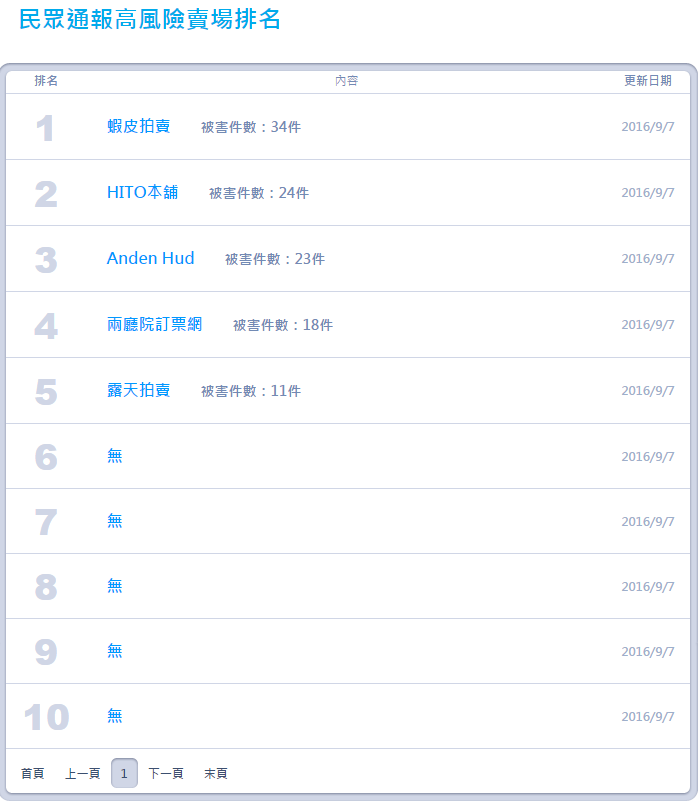 民眾通報高風險賣場排名
排名 內容 更新日期
1 蝦皮拍賣 被害件數：34件 2016/9/7
2 HITO本舖 被害件數：24件 2016/9/7
3 Anden Hud 被害件數：23件 2016/9/7
4 兩廳院訂票網 被害件數：18件 2016/9/7
5 露天拍賣 被害件數：11件 2016/9/7
6 無 2016/9/7
7 無 2016/9/7
8 無 2016/9/7
9 無 2016/9/7
10 無 2016/9/7
首頁 上一頁 1 下一頁 末頁